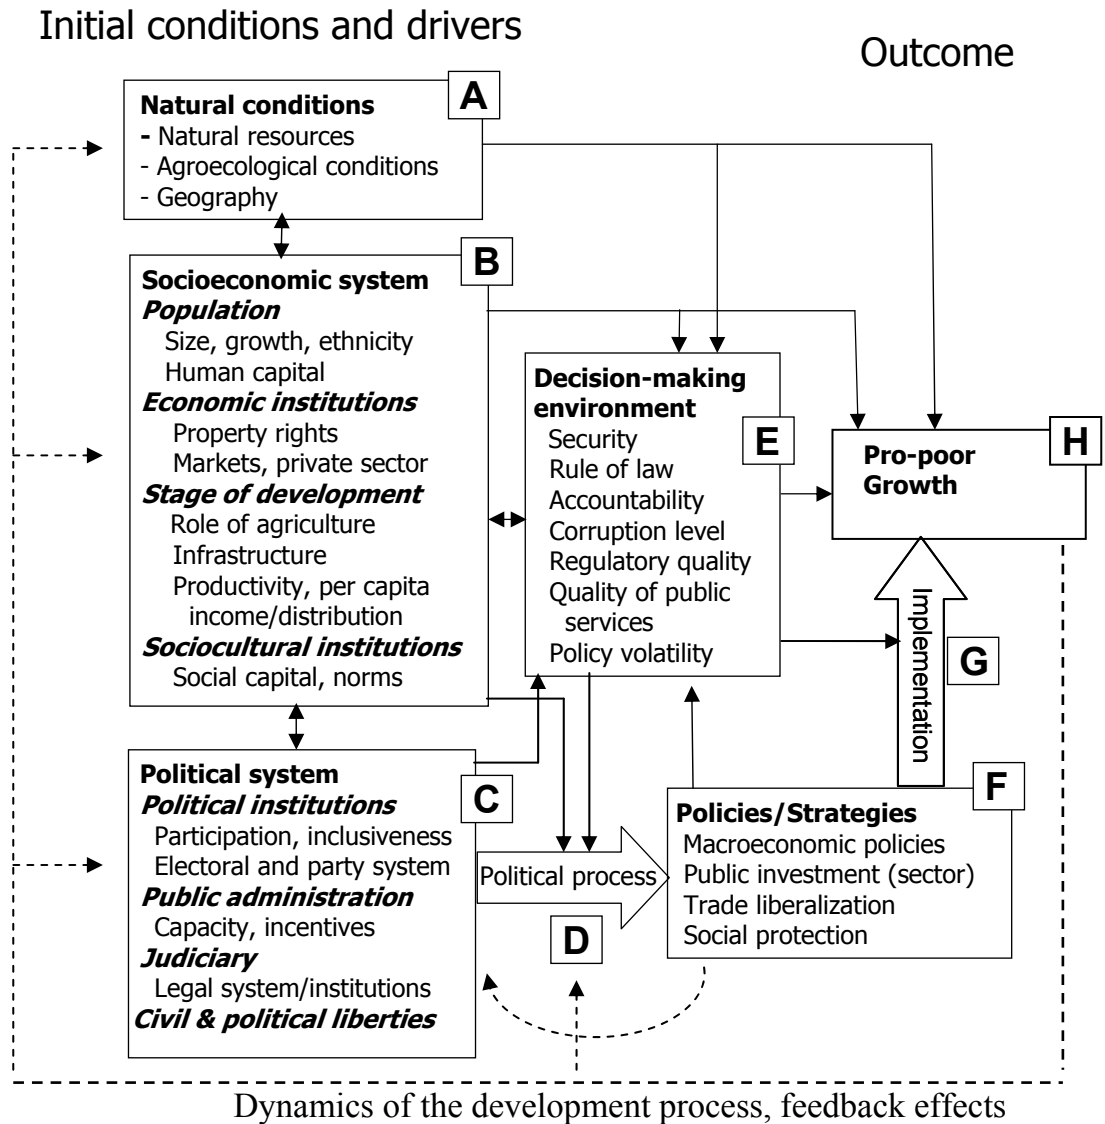 Initial conditions and drivers
Outcome
A
Natural conditions
- Natural resources
- Agroecological conditions
- Geography
B
Socioeconomic system
Population
Size, growth, ethnicity
Human capital
Economic institutions
Property rights
Markets, private sector
Stage of development
Role of agriculture
Infrastructure
Productivity, per capita
income/distribution
Sociocultural institutions
Social capital, norms
C
Political system
Political institutions
Participation, inclusiveness
Electoral and party system
Public administration
Capacity, incentives
Judiciary
Legal system/institutions
Civil & political liberties
Political process
D
Decision-making
environment
E
Security
Rule of law
Accountability
Corruption level
Regulatory quality
Quality of public
services
Policy volatility
F
Policies/Strategies
Macroeconomic policies
Public investment (sector)
Trade liberalization
Social protection
Implementation
G
H
Pro-poor
Growth
Dynamics of the development process, feedback effects